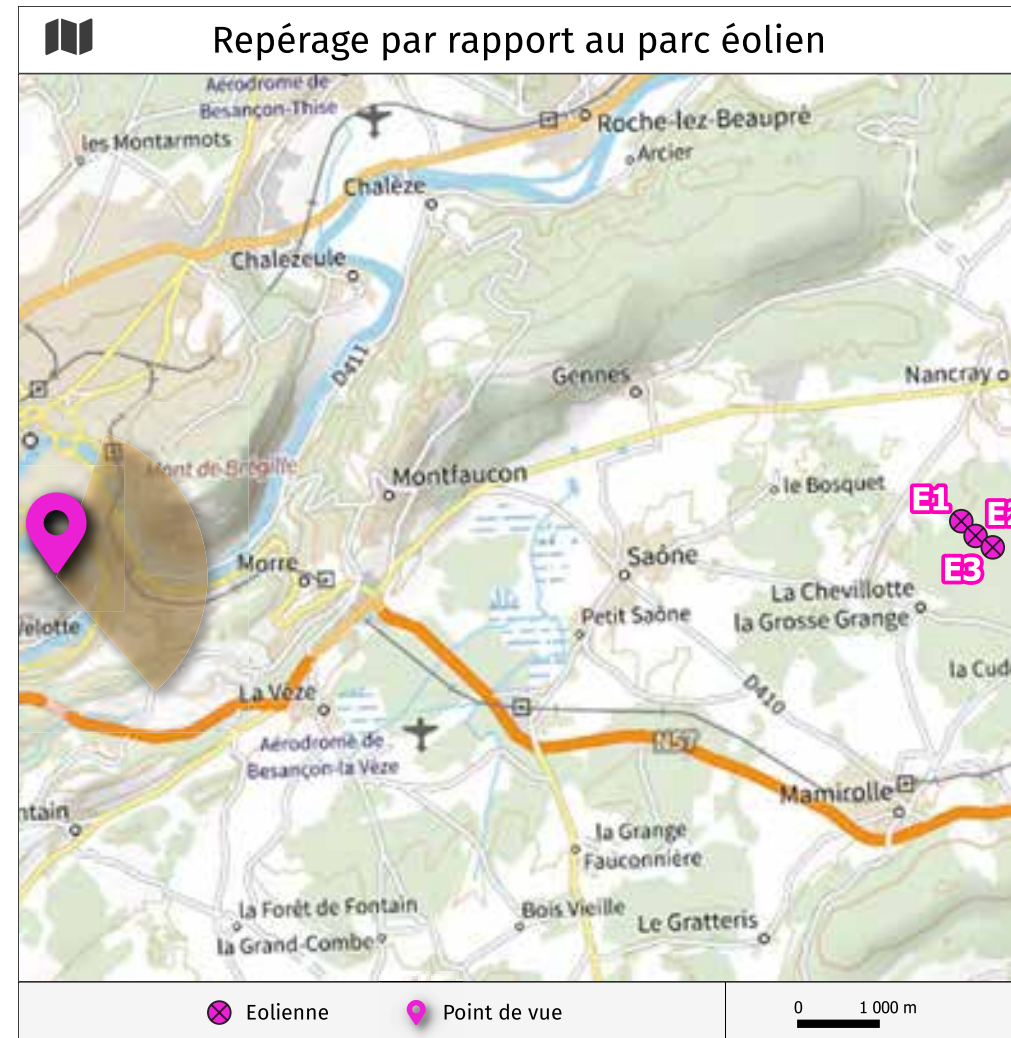 Repérage par rapport au parc éolien
Aérodrome de
Besançon-Thise
les Montarmots
Roche-lez-Beaupré
Arcier
Chalèze
Chalezeule
D411
Gennes
Nancray
Mont de Brégille
Montfaucon
le Bosquet
E1
E2
E3
Morre
Saône
La Chevillotte
la Grosse Grange
Petit Saône
Velotte
la Cud
La Vèze
D410
Aérodrome de
Besançon-la Vèze
N57
Mamirolle
ntain
la Grange
Fauconnière
la Forêt de Fontain
Bois Vieille
Le Gratteris
la Grand-Combe
Eolienne
Point de vue
0 1 000 m